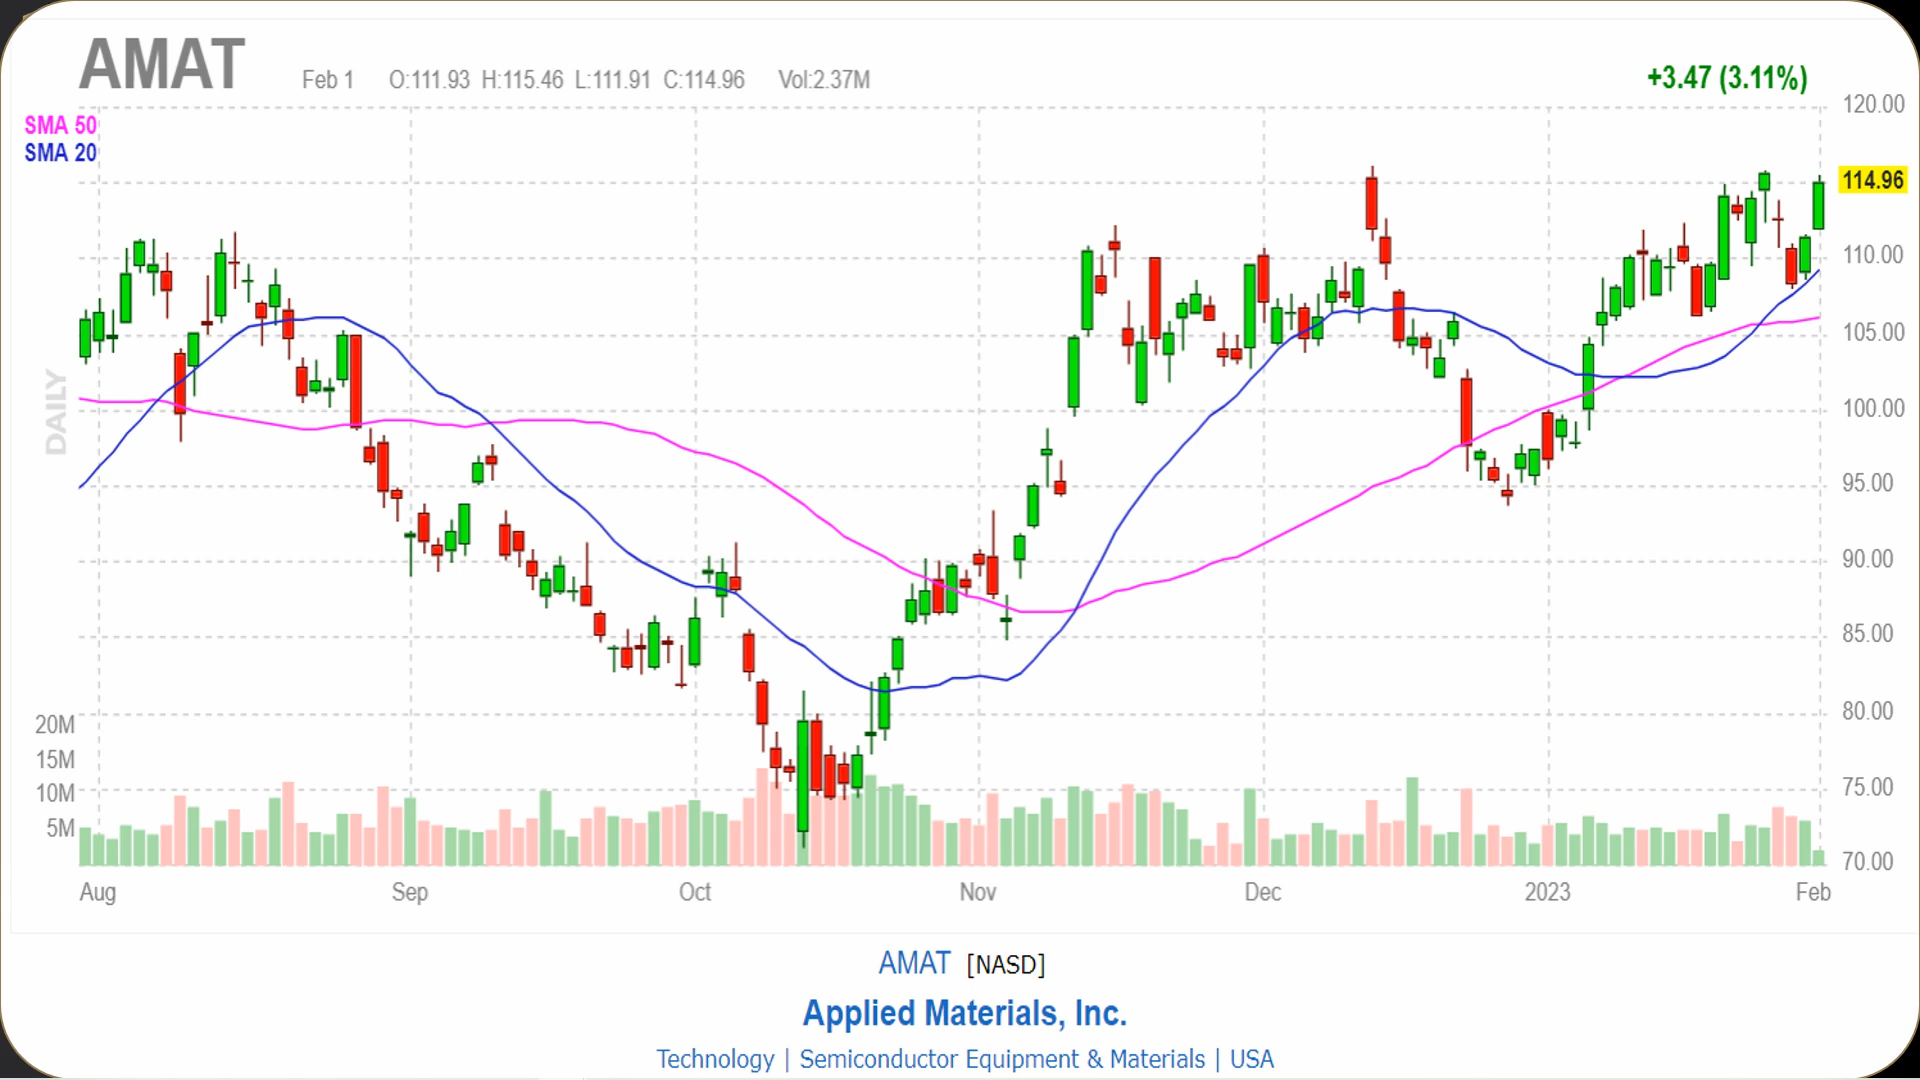 AMAT Feb 1 O:111.93 H:115.46 L:111.91 C:114.96 Vol:2.37M +3.47 (3.11%)
SMA 50
SMA 20
120.00
114.96
110.00
105.00
100.00
95.00
90.00
85.00
80.00
75.00
70.00
DAILY
20M
15M
10M
5M
Aug Sep Oct Nov Dec 2023 Feb
AMAT [NASD]
Applied Materials, Inc.
Technology | Semiconductor Equipment & Materials | USA